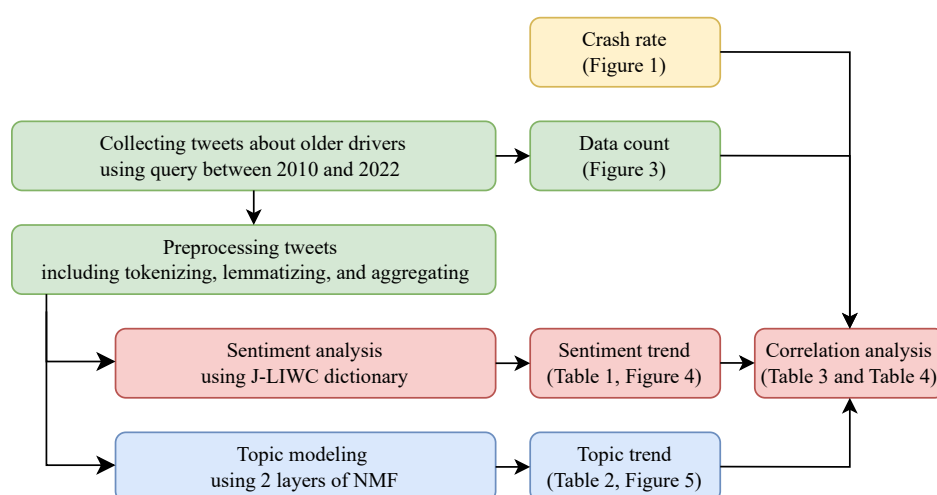 Crash rate
(Figure 1)
Collecting tweets about older drivers
using query between 2010 and 2022
Data count
(Figure 3)
Preprocessing tweets
including tokenizing, lemmatizing, and aggregating
Sentiment analysis
using J-LIWC dictionary
Sentiment trend
(Table 1, Figure 4)
Correlation analysis
(Table 3 and Table 4)
Topic modeling
using 2 layers of NMF
Topic trend
(Table 2, Figure 5)